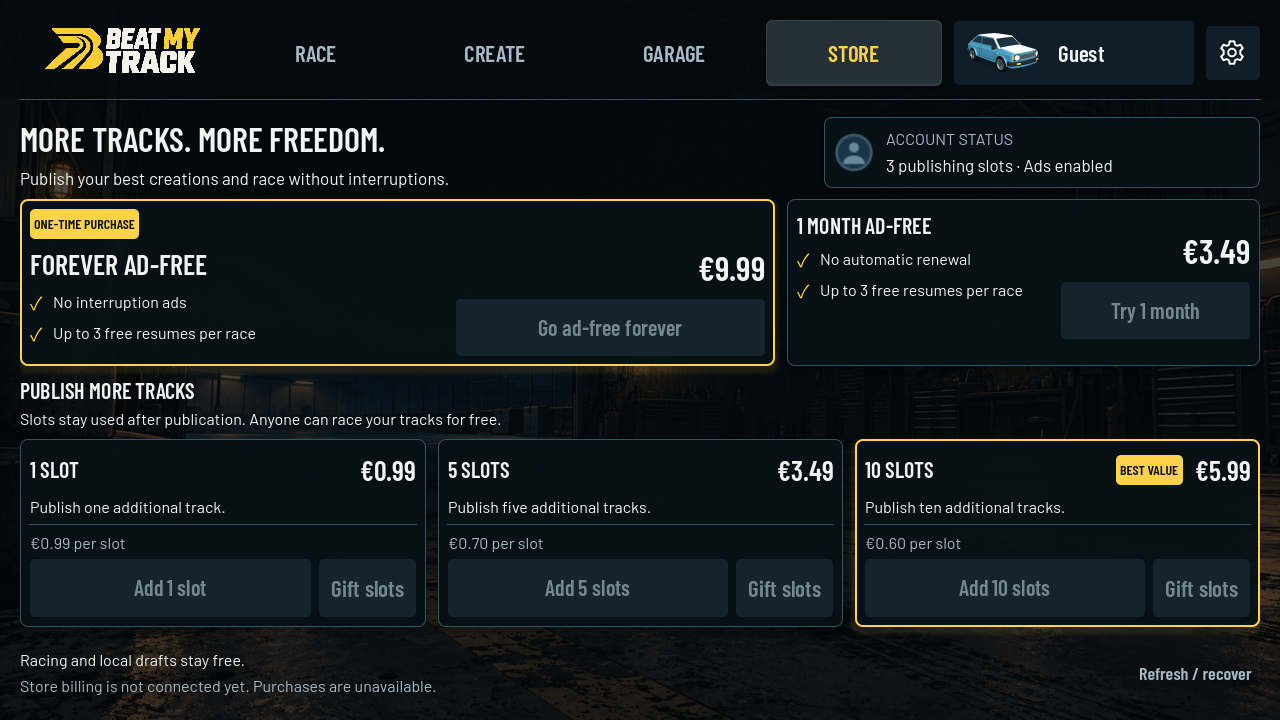 BEAT MY
TRACK
RACE
CREATE
GARAGE
STORE
Guest
MORE TRACKS. MORE FREEDOM.
Publish your best creations and race without interruptions.
ACCOUNT STATUS
3 publishing slots · Ads enabled
ONE-TIME PURCHASE
FOREVER AD-FREE
€9.99
✓ No interruption ads
✓ Up to 3 free resumes per race
Go ad-free forever
1 MONTH AD-FREE
€3.49
✓ No automatic renewal
✓ Up to 3 free resumes per race
Try 1 month
PUBLISH MORE TRACKS
Slots stay used after publication. Anyone can race your tracks for free.
1 SLOT
€0.99
Publish one additional track.
€0.99 per slot
Add 1 slot
Gift slots
5 SLOTS
€3.49
Publish five additional tracks.
€0.70 per slot
Add 5 slots
Gift slots
10 SLOTS
BEST VALUE
€5.99
Publish ten additional tracks.
€0.60 per slot
Add 10 slots
Gift slots
Racing and local drafts stay free.
Store billing is not connected yet. Purchases are unavailable.
Refresh / recover